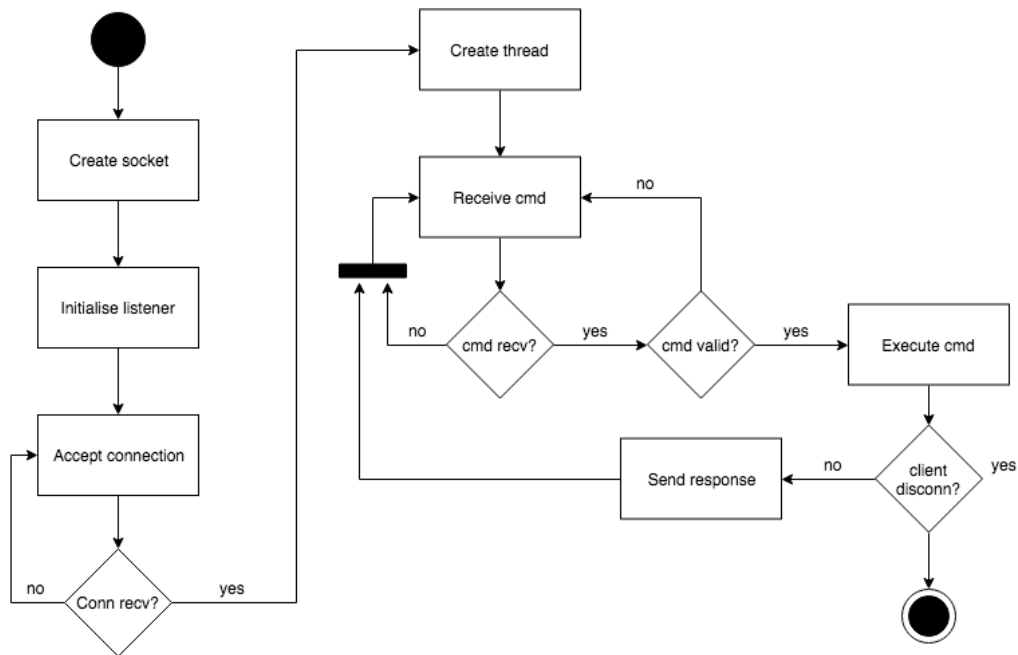 Create thread
Create socket
Receive cmd
no
Initialise listener
no
cmd recv?
yes
cmd valid?
yes
Execute cmd
Accept connection
Send response
no
client
disconn?
yes
no
Conn recv?
yes